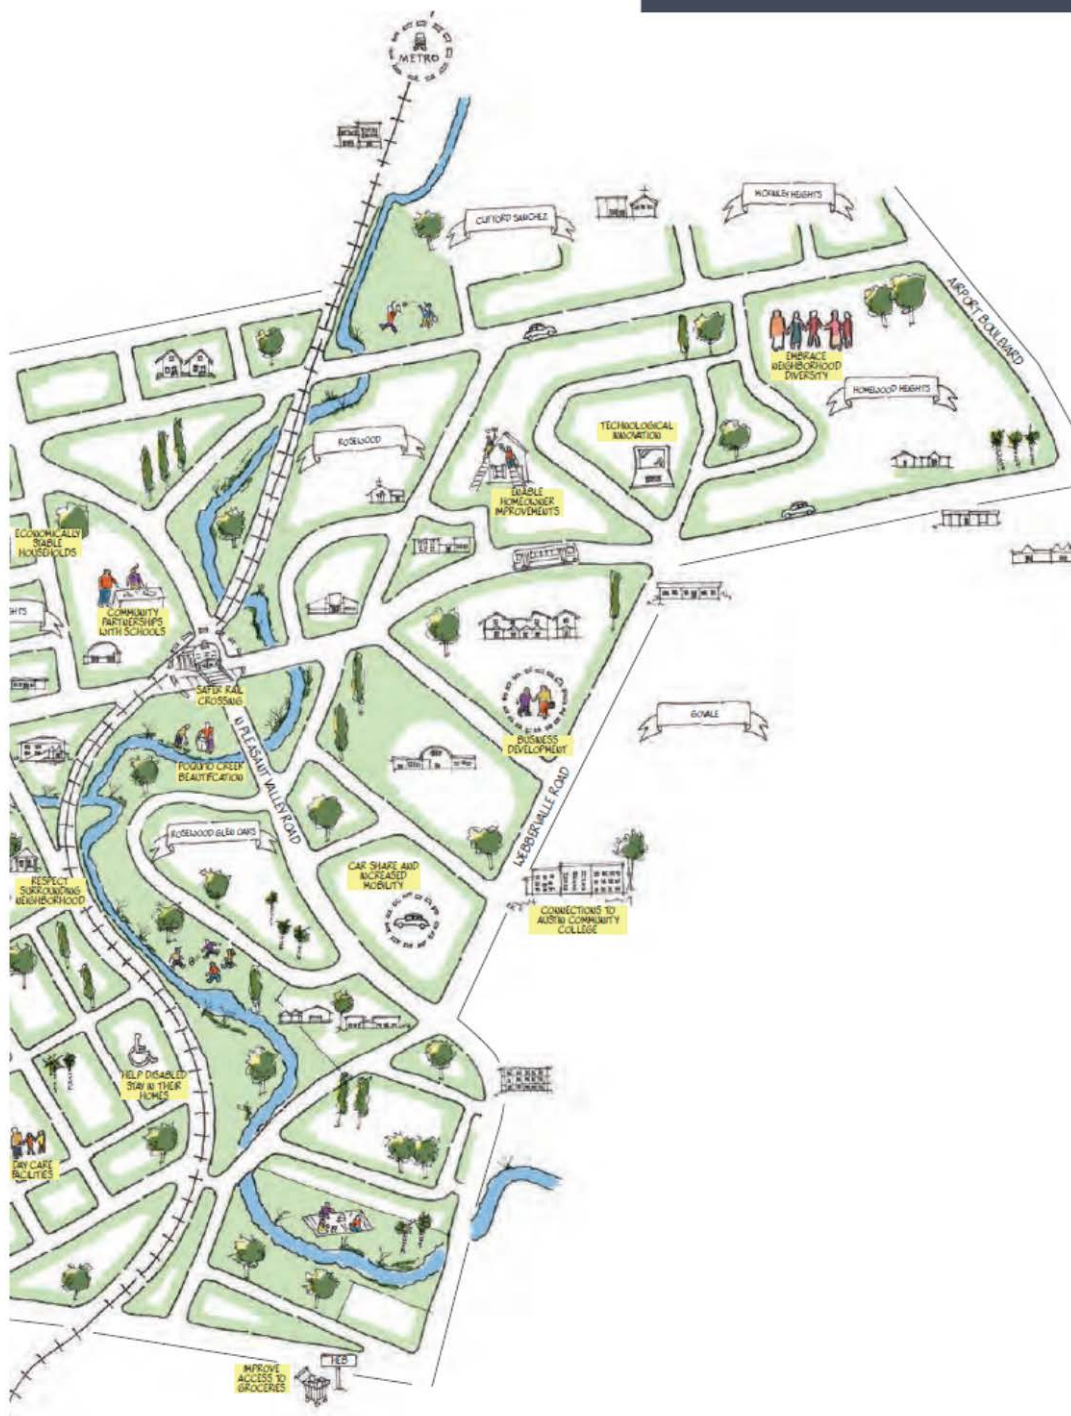 METRO
CLIFFORD SANCHEZ
MCKINLEY HEIGHTS
AIRPORT BOULEVARD
EMBRACE
NEIGHBORHOOD
DIVERSITY
HOMEWOOD HEIGHTS
ROSEWOOD
TECHNOLOGICAL
INNOVATION
ENABLE
HOMEOWNER
IMPROVEMENTS
ECONOMICALLY
STABLE
HOUSEHOLDS
COMMUNITY
PARTNERSHIPS
WITH SCHOOLS
GHTS
SAFER RAIL
CROSSING
N PLEASANT VALLEY ROAD
BUSINESS
DEVELOPMENT
GOVALE
BEAUTIFICATION
WEBBERVALLE ROAD
ROSEWOOD GLEN OAKS
CAR SHARE AND
INCREASED
MOBILITY
RESPECT
SURROUNDING
NEIGHBORHOOD
CONNECTIONS TO
AUSTIN COMMUNITY
COLLEGE
HELP DISABLED
STAY IN THEIR
HOMES
DAY CARE
FACILITIES
HEB
IMPROVE
ACCESS TO
GROCERIES